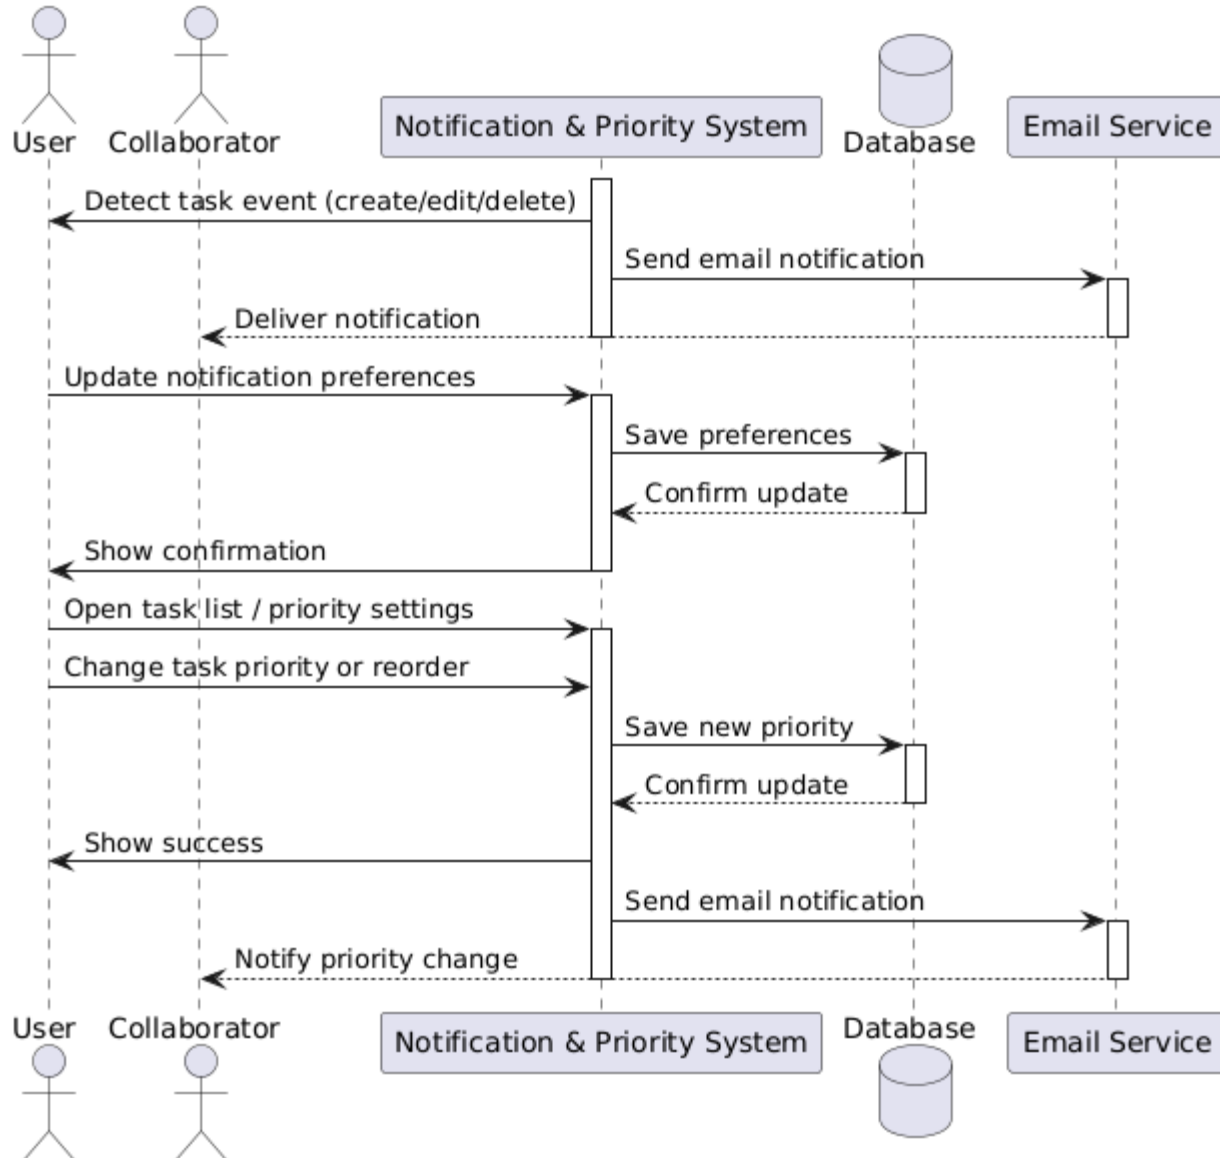 User
Collaborator
Notification & Priority System
Database
Email Service
Detect task event (create/edit/delete)
Send email notification
Deliver notification
Update notification preferences
Save preferences
Confirm update
Show confirmation
Open task list / priority settings
Change task priority or reorder
Save new priority
Confirm update
Show success
Send email notification
Notify priority change
User
Collaborator
Notification & Priority System
Database
Email Service